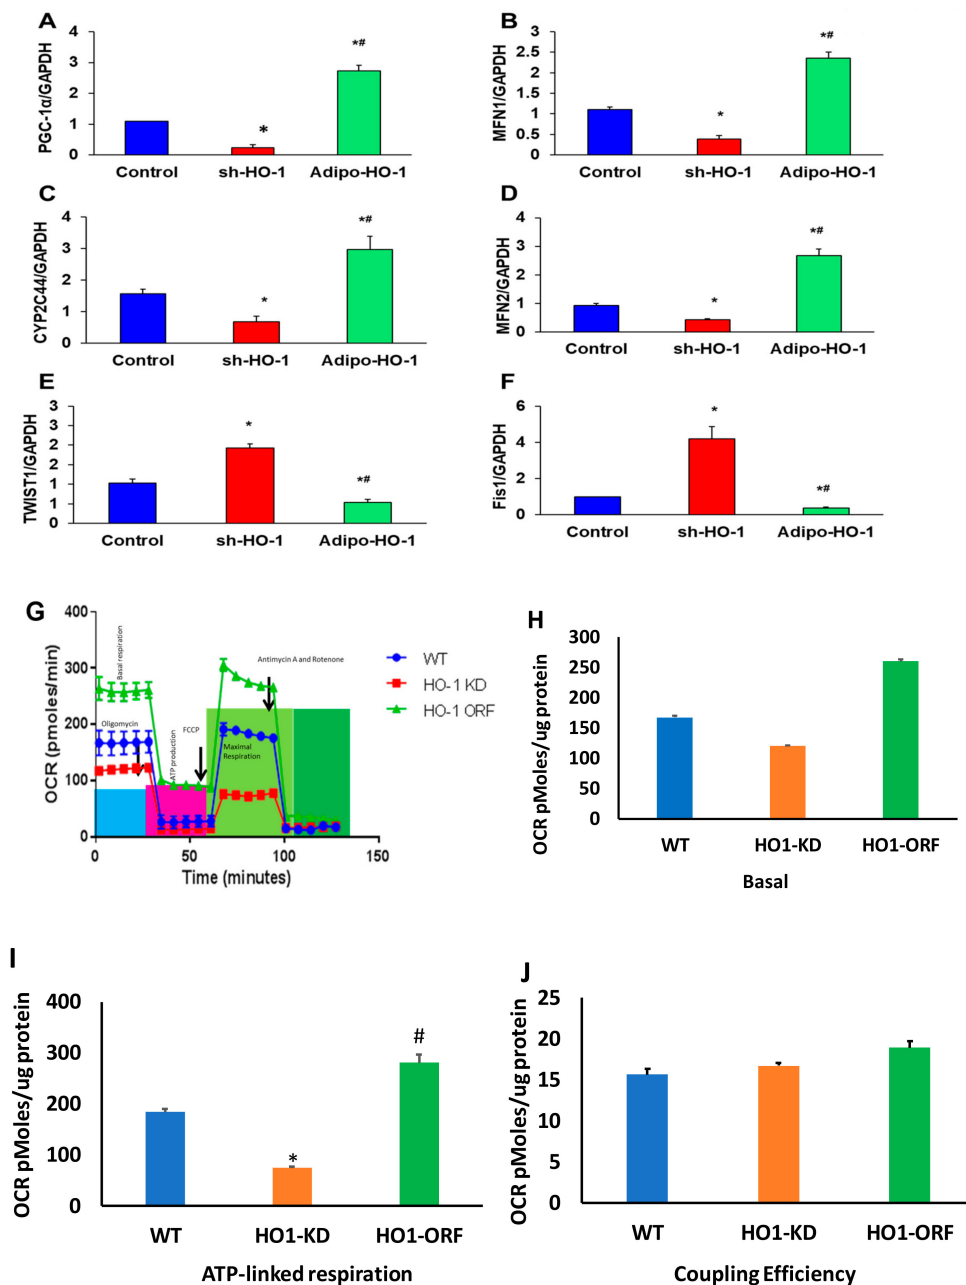 A
PGC-1α/GAPDH
4
3
2
1
0
*
*#
Control
sh-HO-1
Adipo-HO-1
B
MFN1/GAPDH
3
2.5
2
1.5
1
0.5
0
*
*#
Control
sh-HO-1
Adipo-HO-1
C
CYP2C44/GAPDH
4
3
2
1
0
*
*#
Control
sh-HO-1
Adipo-HO-1
D
MFN2/GAPDH
4
3
2
1
0
*
*#
Control
sh-HO-1
Adipo-HO-1
E
TWIST1/GAPDH
3
3
2
2
1
1
0
*
*#
Control
sh-HO-1
Adipo-HO-1
F
Fis1/GAPDH
6
4
2
0
*
*#
Control
sh-HO-1
Adipo-HO-1
G
OCR (pmoles/min)
400
300
200
100
0
Basal respiration
Oligomycin
ATP production
FCCP
Maximal
Respiration
Antimycin A and Rotenone
WT
HO-1 KD
HO-1 ORF
0
50
100
150
Time (minutes)
H
OCR pMoles/ug protein
300
250
200
150
100
50
0
WT
HO1-KD
HO1-ORF
Basal
I
OCR pMoles/ug protein
400
300
200
100
0
*
#
WT
HO1-KD
HO1-ORF
ATP-linked respiration
J
OCR pMoles/ug protein
25
20
15
10
5
0
WT
HO1-KD
HO1-ORF
Coupling Efficiency